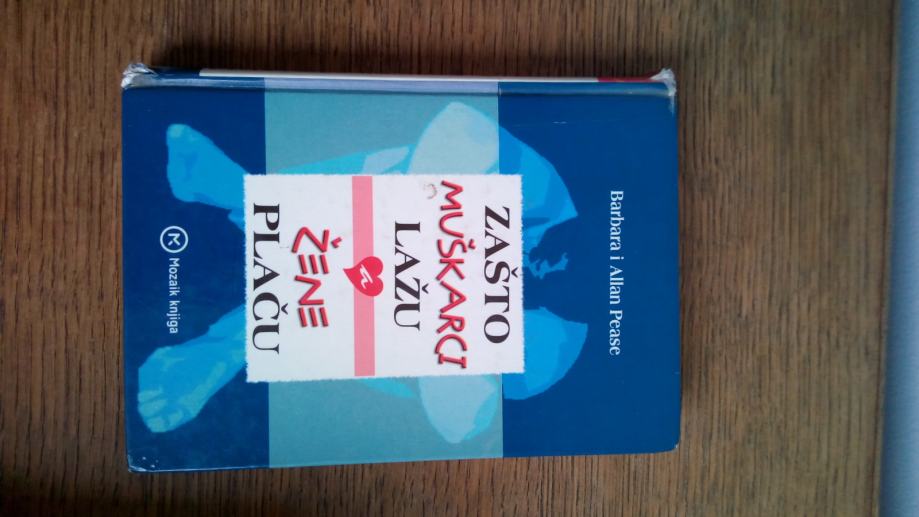 Barbara i Allan Pease
ZAŠTO
MUŠKARCI
LAŽU
a
ŽENE
PLAČU
Mozaik knjiga